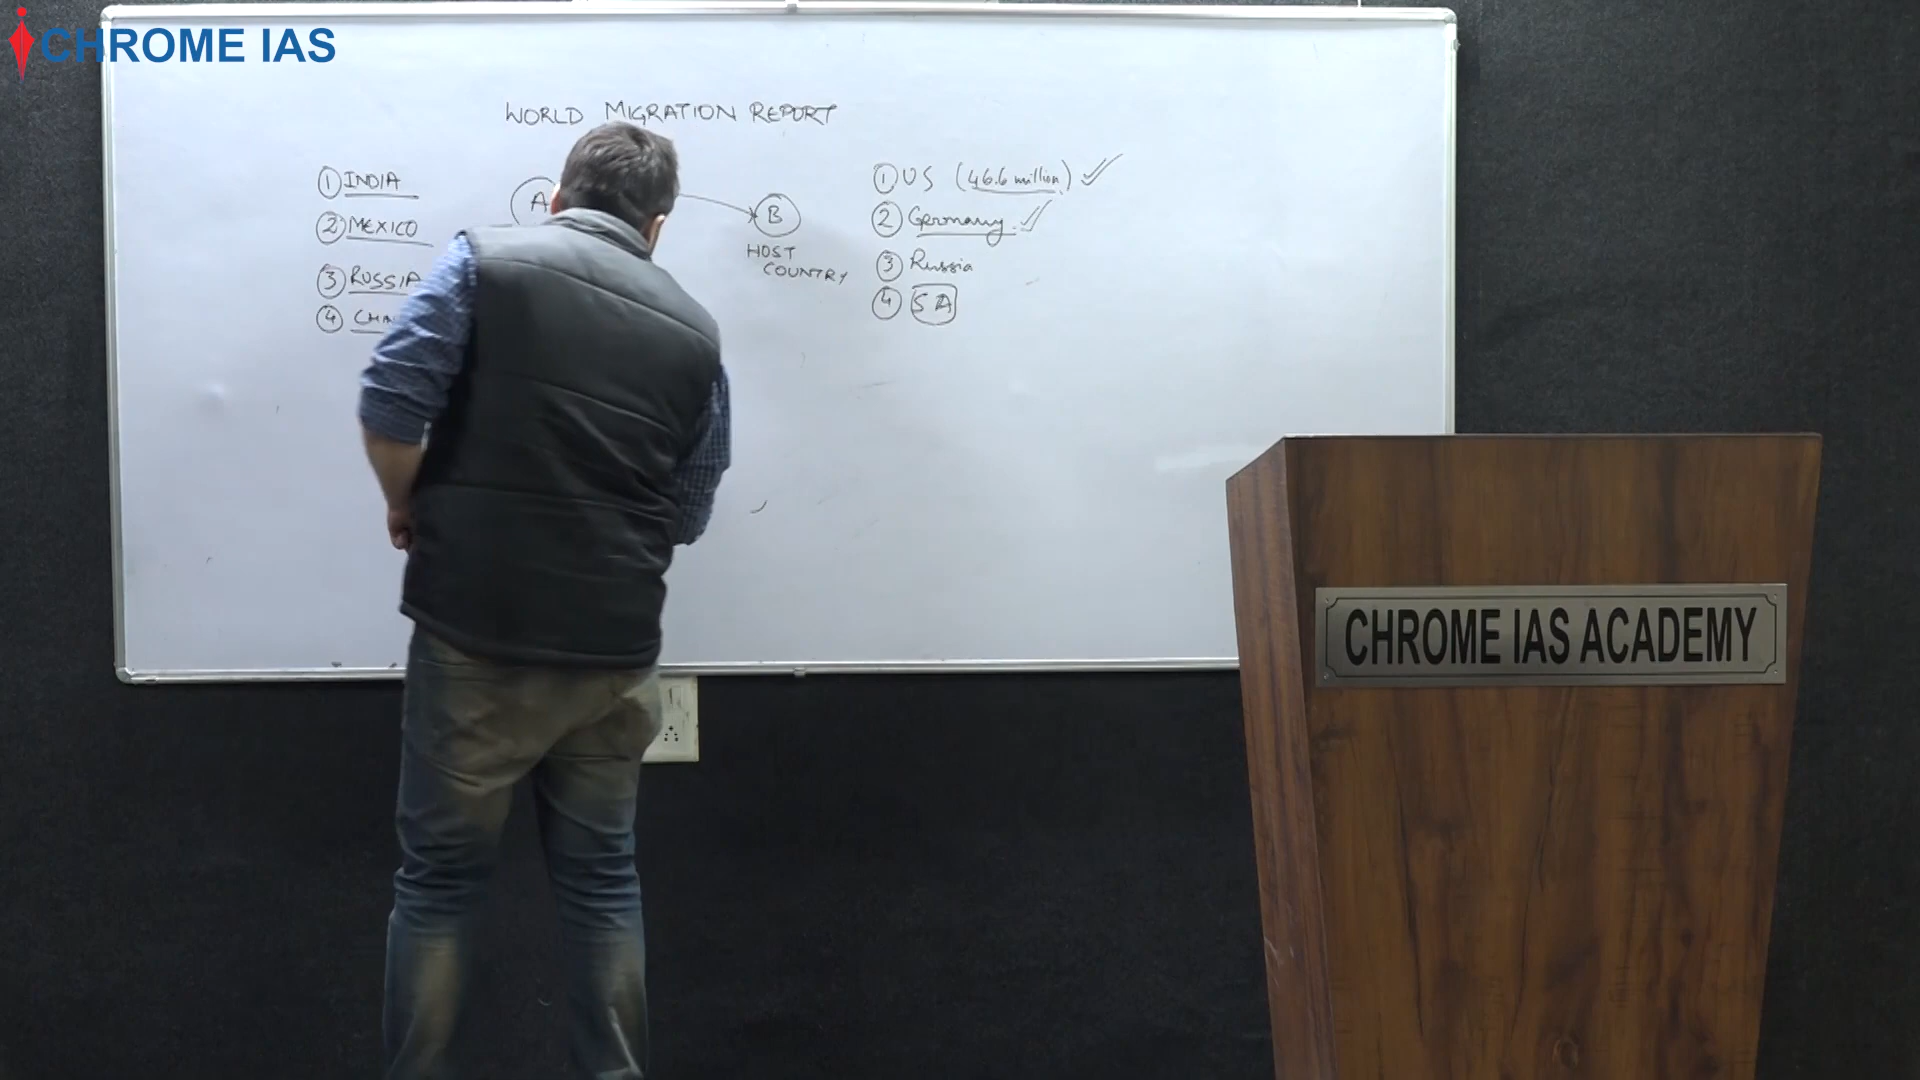 CHROME IAS
WORLD MIGRATION REPORT
① INDIA
② MEXICO
③ RUSSIA
④
A
B
HOST
COUNTRY
① US (46.6 million)
② Germany
③ Russia
④ SA
CHROME IAS ACADEMY